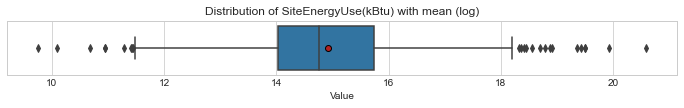 Distribution of SiteEnergyUse(kBtu) with mean (log)
10 12 14 16 18 20
Value